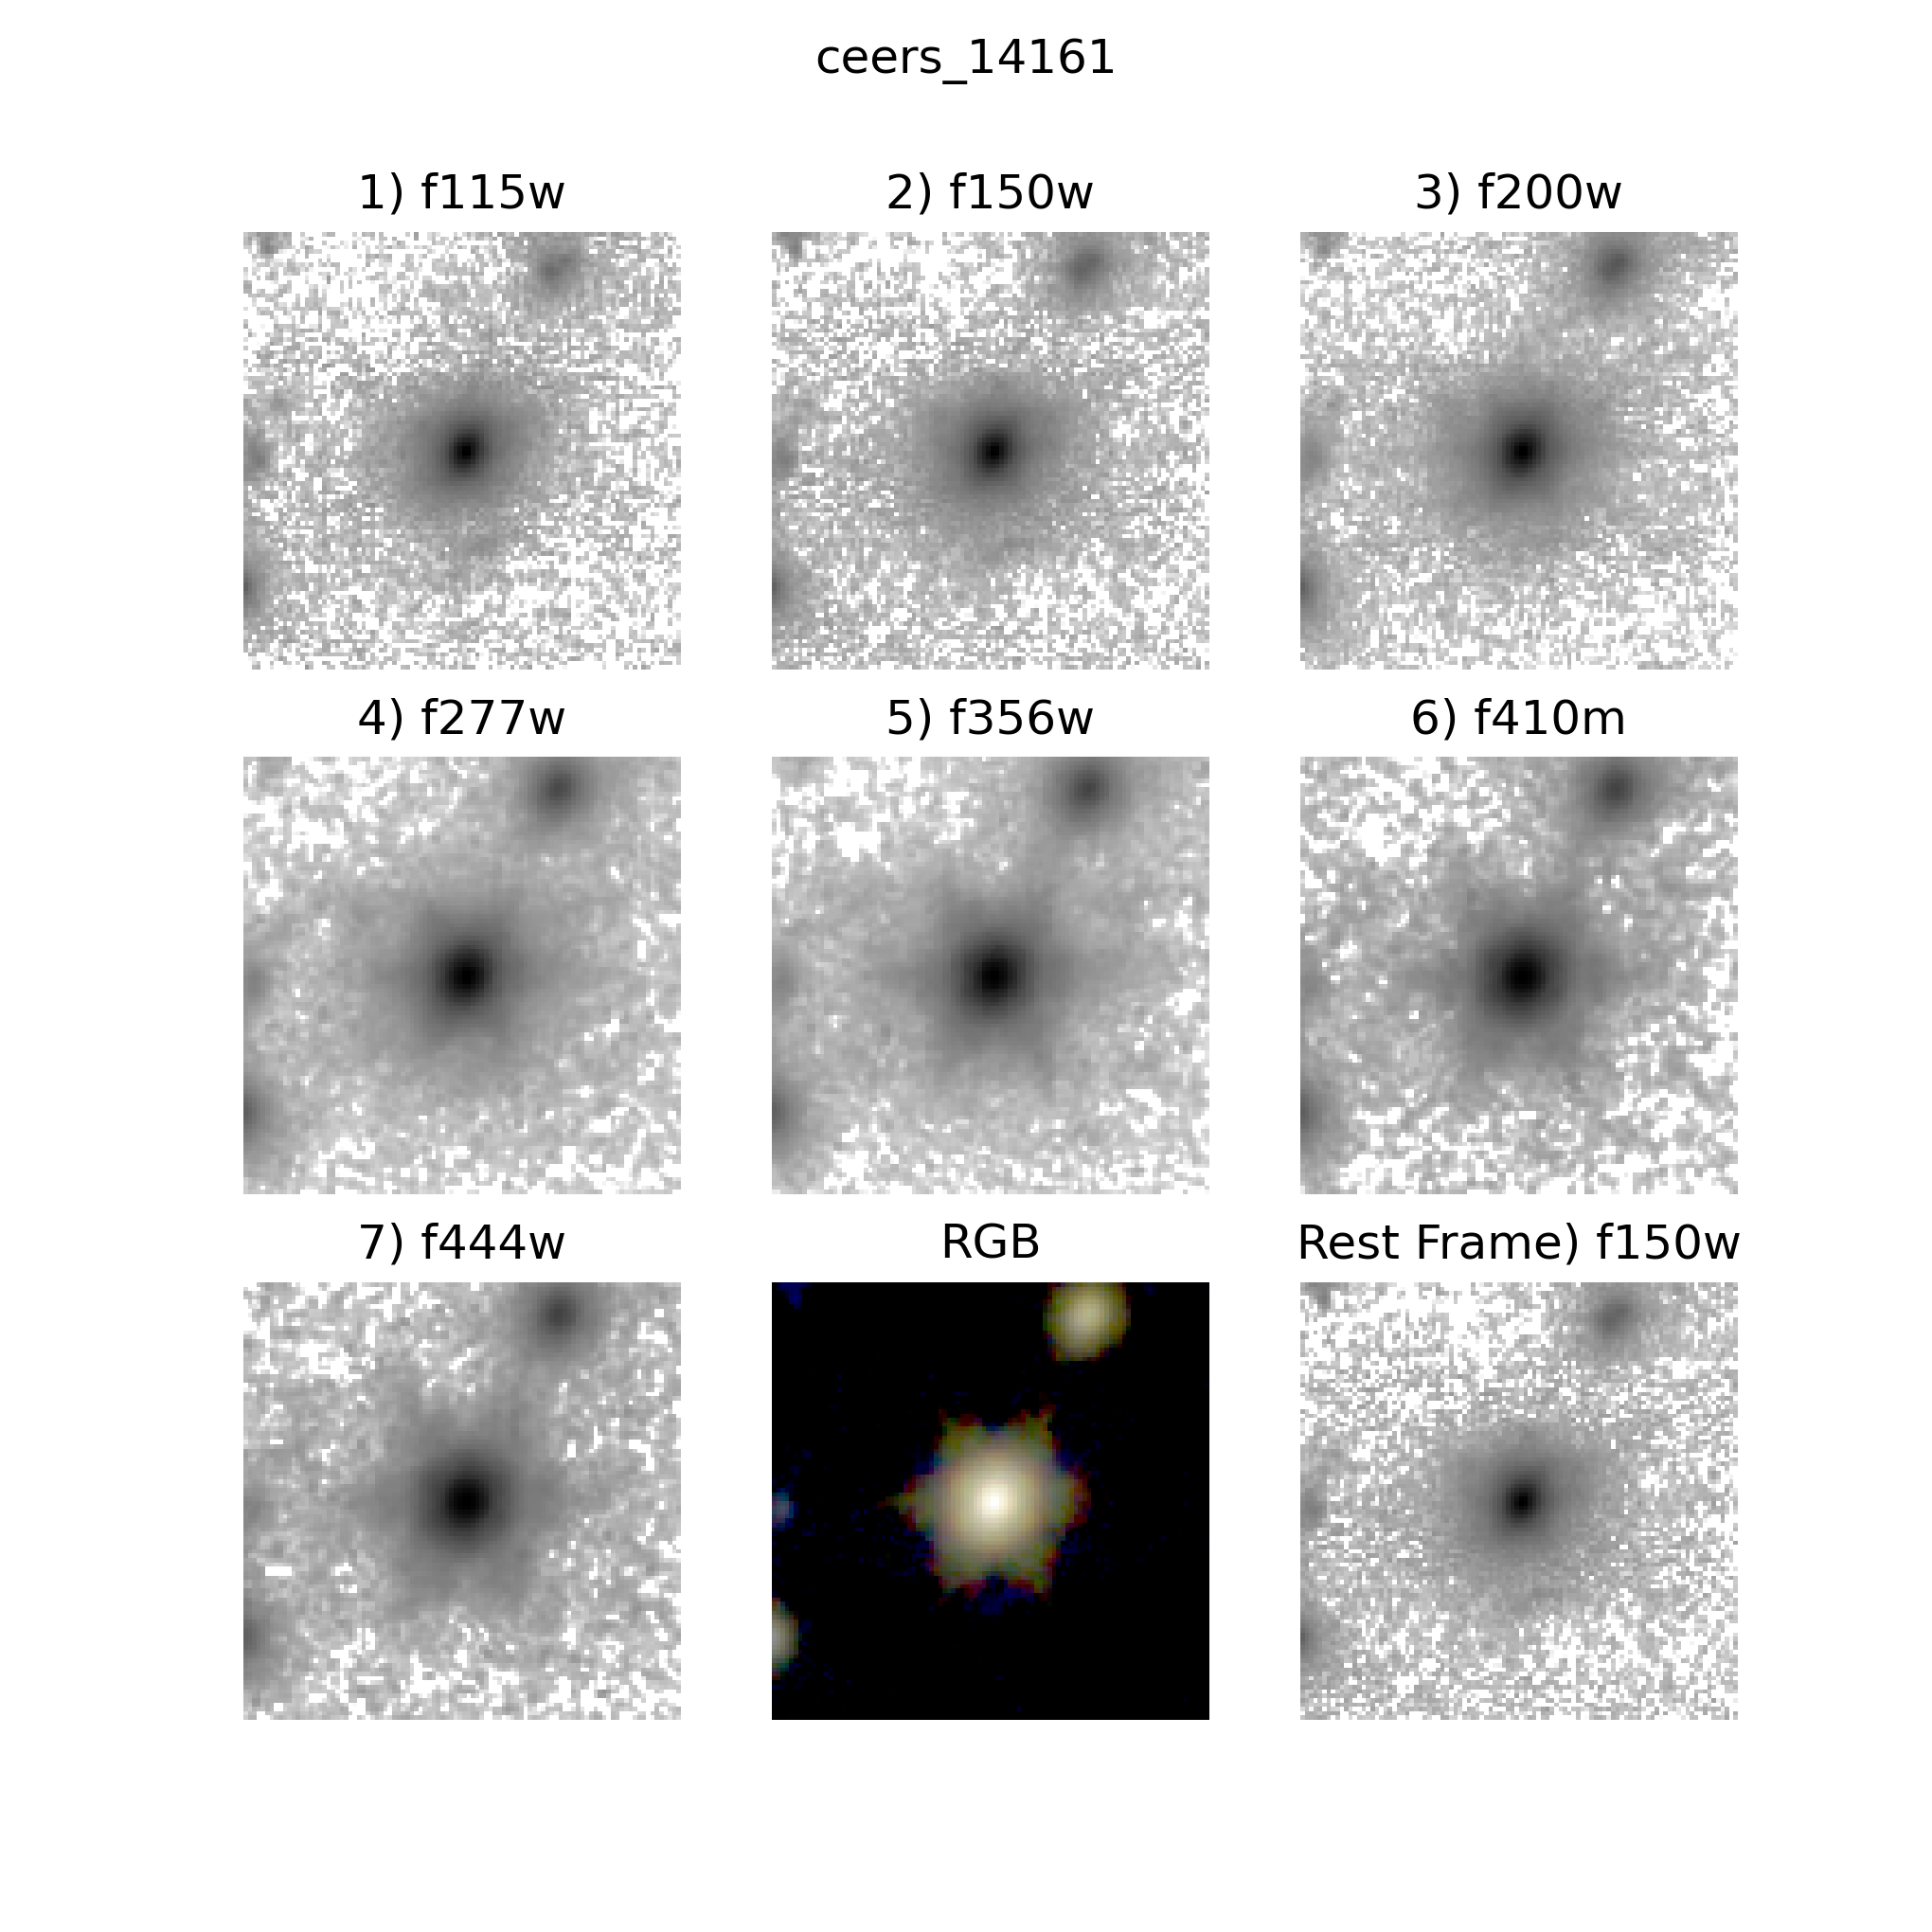 ceers_14161
1) f115w
2) f150w
3) f200w
4) f277w
5) f356w
6) f410m
7) f444w
RGB
Rest Frame) f150w